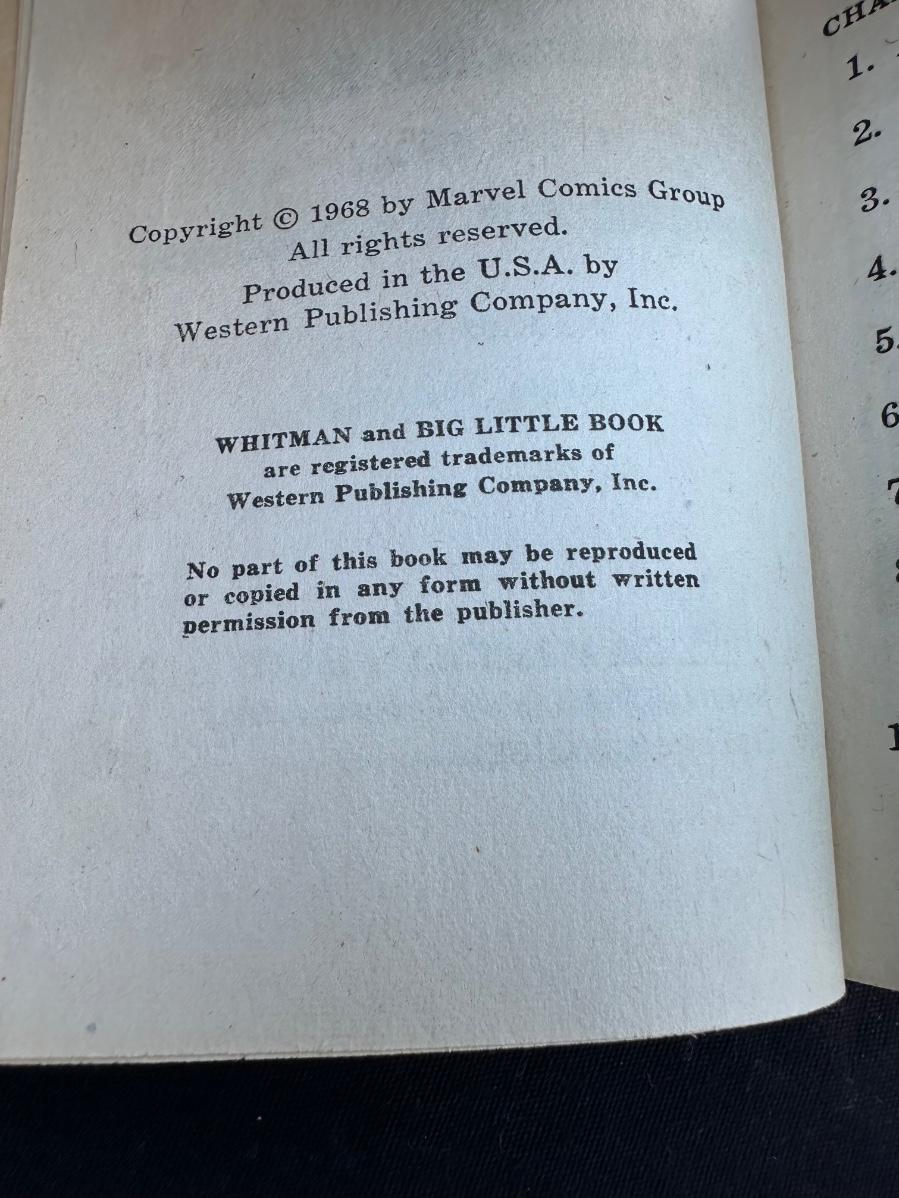 Copyright © 1968 by Marvel Comics Group
All rights reserved.
Produced in the U.S.A. by
Western Publishing Company, Inc.
WHITMAN and BIG LITTLE BOOK
are registered trademarks of
Western Publishing Company, Inc.
No part of this book may be reproduced
or copied in any form without written
permission from the publisher.
1.
2.
3.
4.
5.
6
7